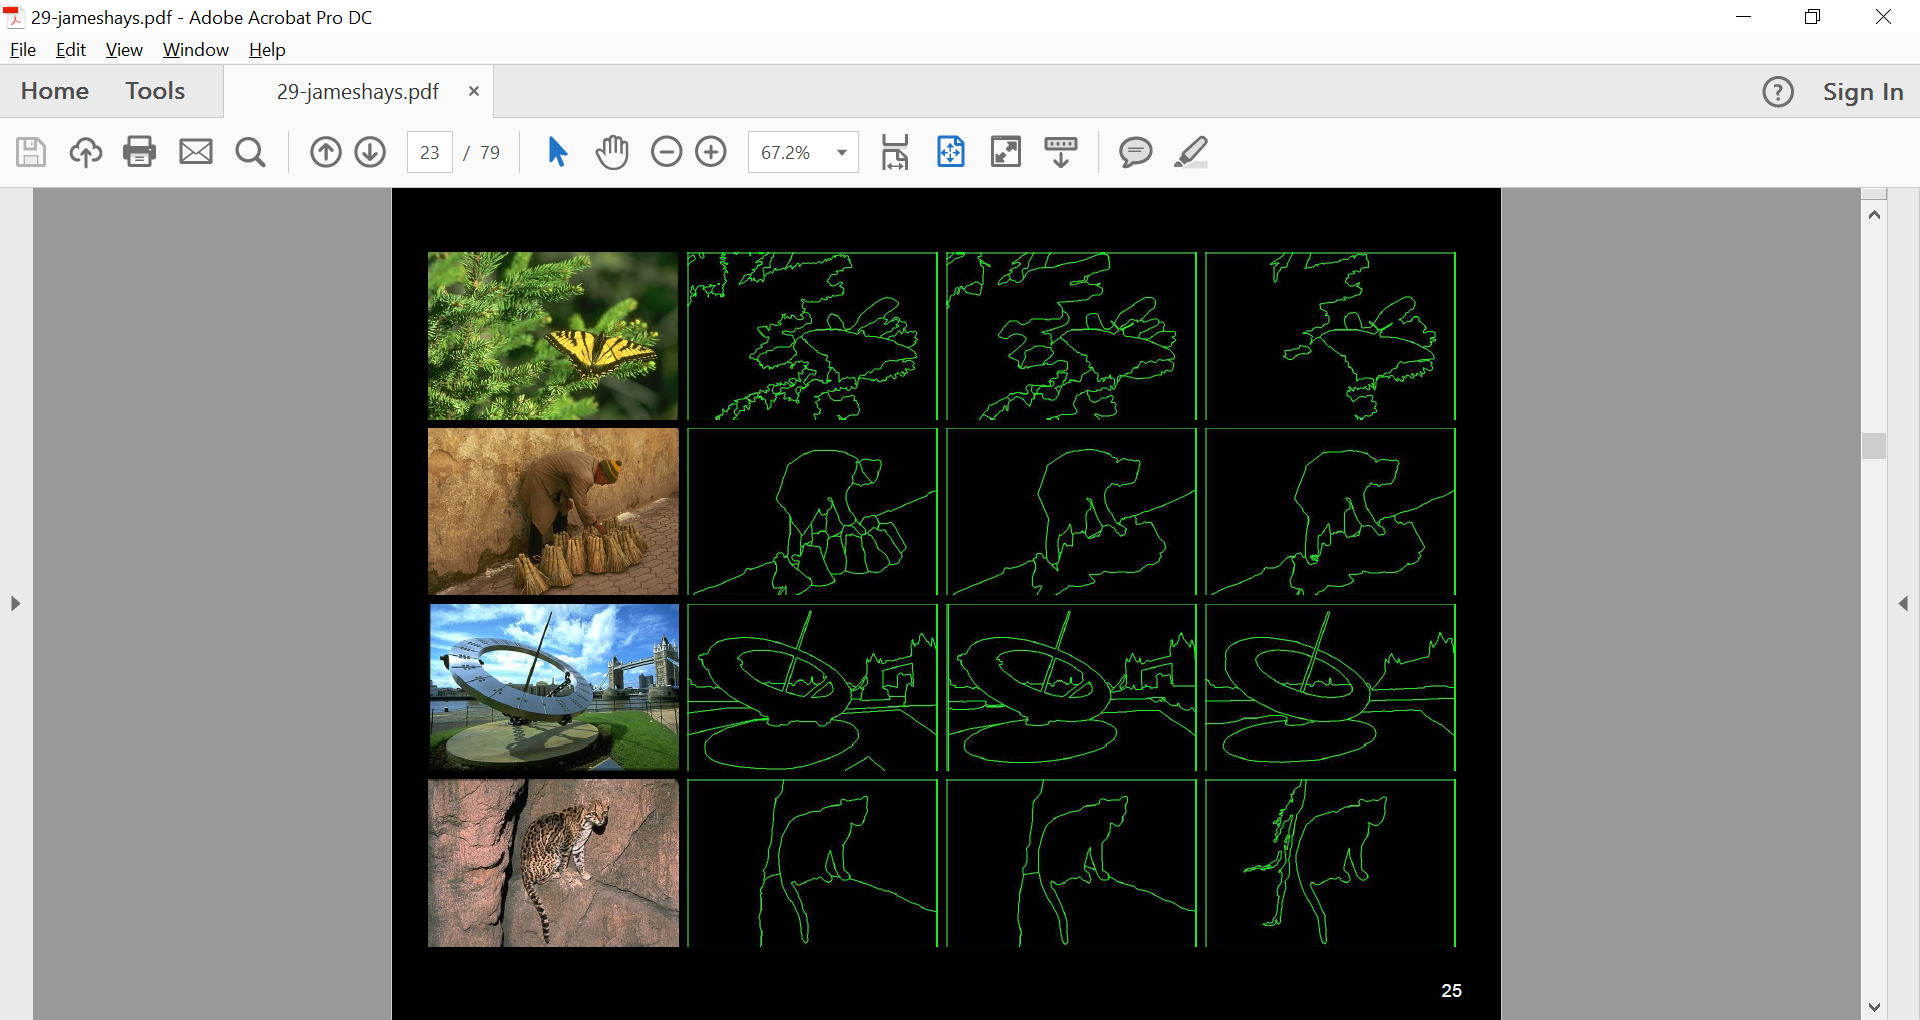 29-jameshays.pdf - Adobe Acrobat Pro DC
File Edit View Window Help
Home Tools 29-jameshays.pdf × ? Sign In
23 / 79 67.2%
25